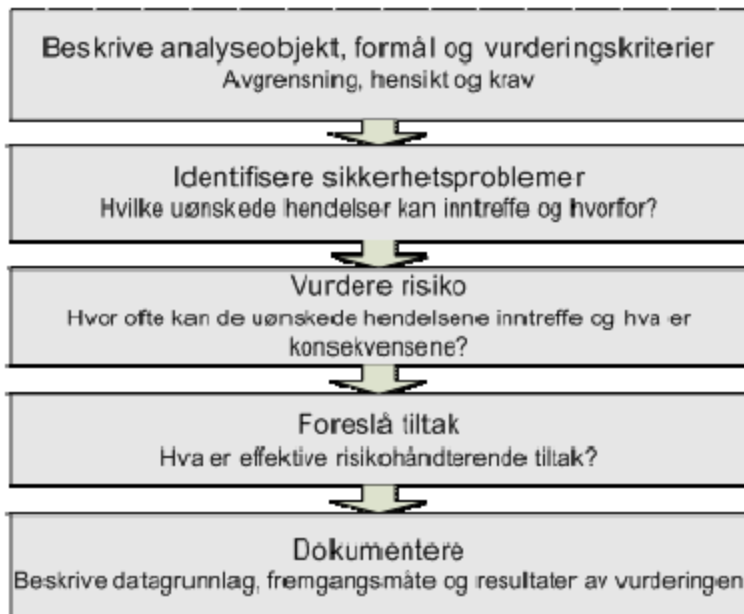 Beskrive analyseobjekt, formål og vurderingskriterier
Avgrensning, hensikt og krav
Identifisere sikkerhetsproblemer
Hvilke uønskede hendelser kan inntreffe og hvorfor?
Vurdere risiko
Hvor ofte kan de uønskede hendelsene inntreffe og hva er
konsekvensene?
Foreslå tiltak
Hva er effektive risikohåndterende tiltak?
Dokumentere
Beskrive datagrunnlag, fremgangsmåte og resultater av vurderingen